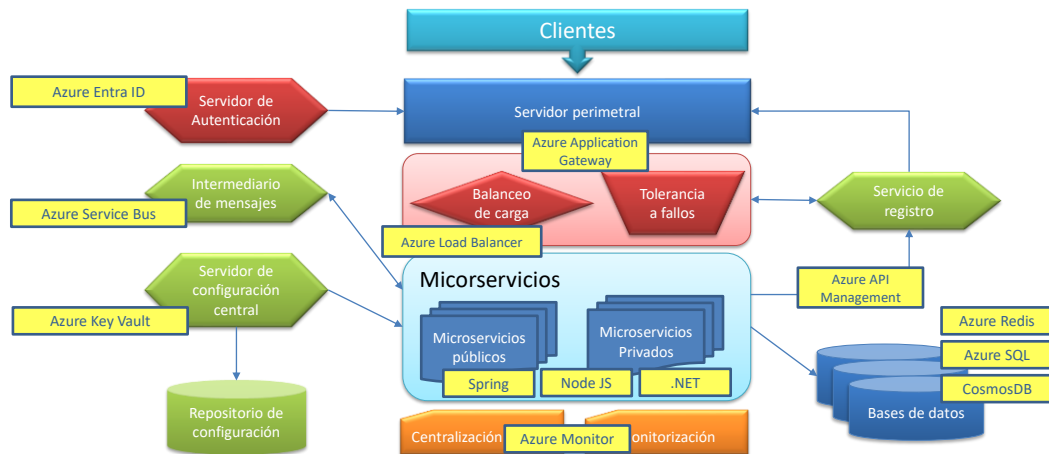 Clientes
Azure Entra ID
Servidor de
Autenticación
Servidor perimetral
Azure Application
Gateway
Intermediario
de mensajes
Azure Service Bus
Balanceo
de carga
Tolerancia
a fallos
Servicio de
registro
Azure Load Balancer
Servidor de
configuración
central
Azure Key Vault
Micorservicios
Azure API
Management
Microservicios
públicos
Microservicios
Privados
Spring
Node JS
.NET
Azure Redis
Azure SQL
CosmosDB
Bases de datos
Repositorio de
configuración
Centralización
Azure Monitor
onitorización